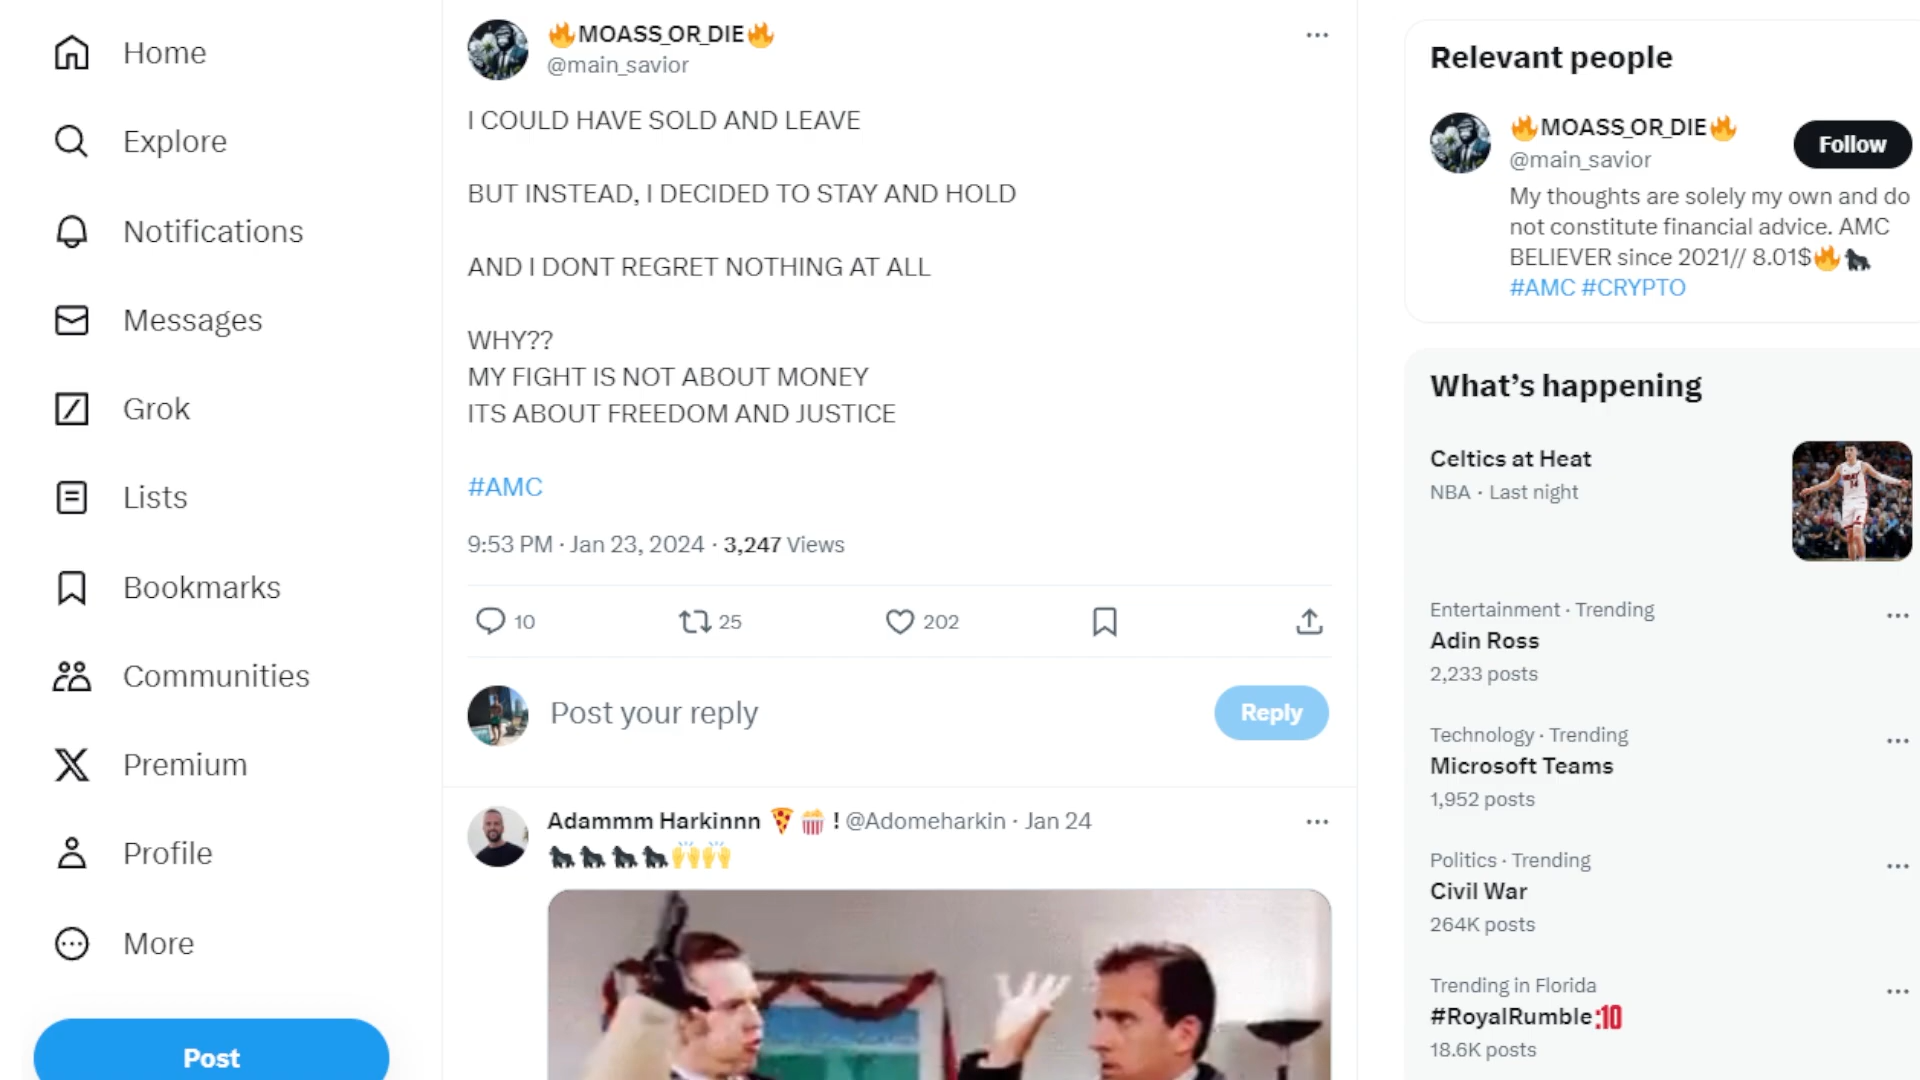 Home
Explore
Notifications
Messages
Grok
Lists
Bookmarks
Communities
Premium
Profile
More
Post
🔥MOASS_OR_DIE🔥
@main_savior
I COULD HAVE SOLD AND LEAVE
BUT INSTEAD, I DECIDED TO STAY AND HOLD
AND I DONT REGRET NOTHING AT ALL
WHY??
MY FIGHT IS NOT ABOUT MONEY
ITS ABOUT FREEDOM AND JUSTICE
#AMC
9:53 PM · Jan 23, 2024 · 3,247 Views
10 25 202
Post your reply
Reply
Adammm Harkinnn 🍕🍿 ! @Adomeharkin · Jan 24
🦍🦍🦍🦍🙌🙌
Relevant people
🔥MOASS_OR_DIE🔥
@main_savior
Follow
My thoughts are solely my own and do
not constitute financial advice. AMC
BELIEVER since 2021// 8.01$🔥🦍
#AMC #CRYPTO
What’s happening
Celtics at Heat
NBA · Last night
Entertainment · Trending
Adin Ross
2,233 posts
Technology · Trending
Microsoft Teams
1,952 posts
Politics · Trending
Civil War
264K posts
Trending in Florida
#RoyalRumble:10
18.6K posts